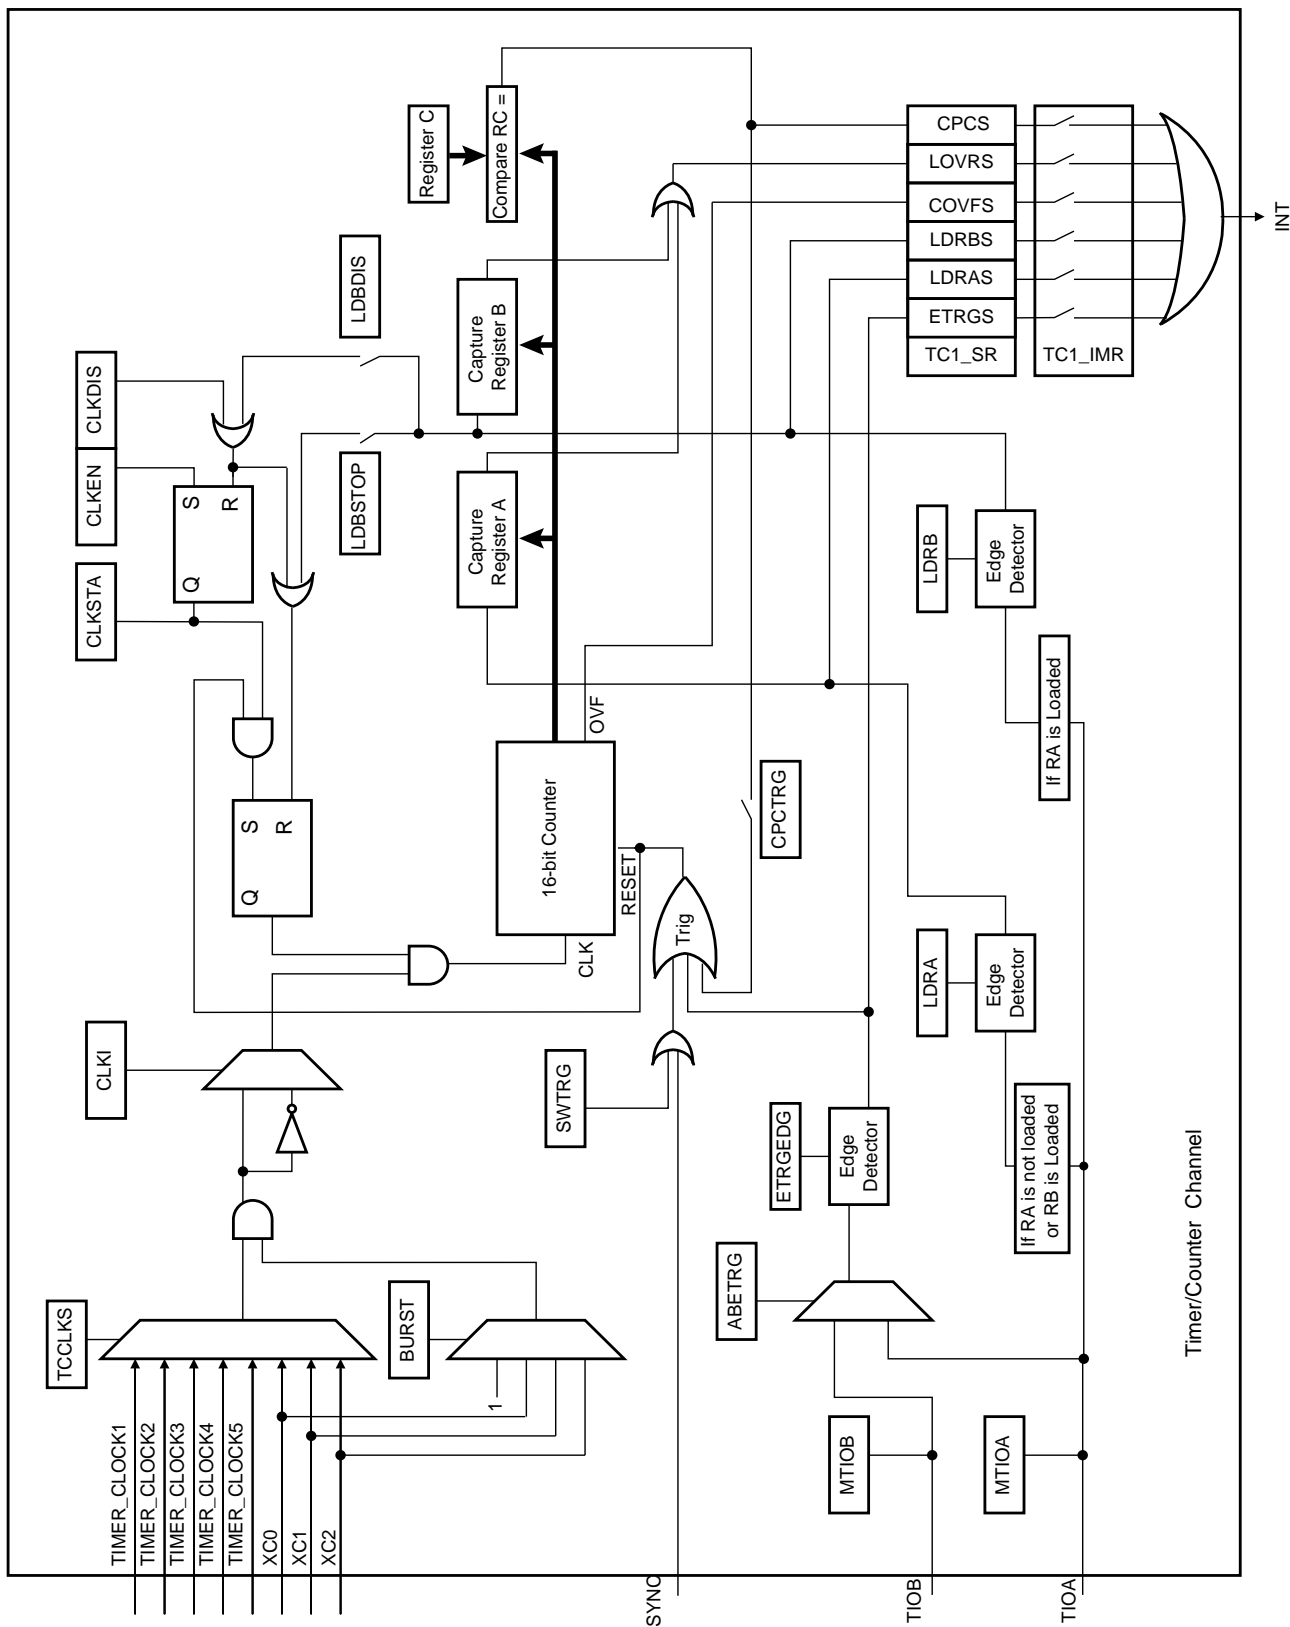 TCCLKS
TIMER_CLOCK1
TIMER_CLOCK2
TIMER_CLOCK3
TIMER_CLOCK4
TIMER_CLOCK5
XC0
XC1
XC2
CLKI
CLKSTA
CLKEN
CLKDIS
Q
S
R
Q
S
R
BURST
1
LDBSTOP
LDBDIS
Register C
Capture
Register A
Capture
Register B
Compare RC =
16-bit Counter
CLK
OVF
RESET
SWTRG
SYNC
Trig
ABETRG
ETRGEDG
Edge
Detector
CPCTRG
MTIOB
TIOB
MTIOA
TIOA
LDRA
Edge
Detector
If RA is not loaded
or RB is Loaded
LDRB
Edge
Detector
If RA is Loaded
CPCS
LOVRS
COVFS
LDRBS
LDRAS
ETRGS
TC1_SR
TC1_IMR
INT
Timer/Counter Channel